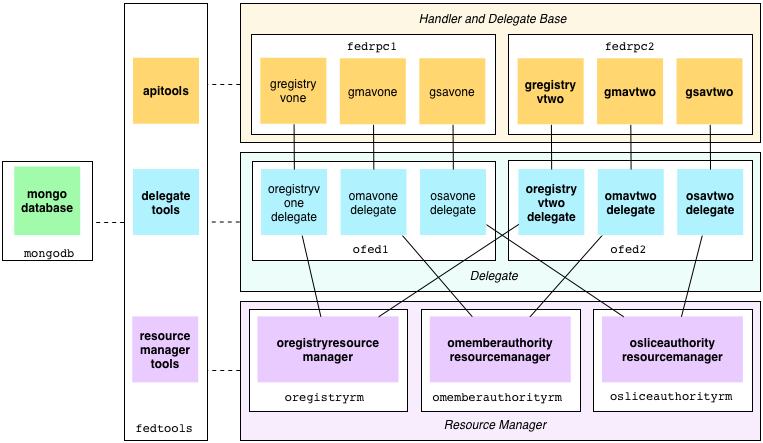 Handler and Delegate Base
fedrpc1
fedrpc2
apitools
gregistry
vone
gmavone
gsavone
gregistry
vtwo
gmavtwo
gsavtwo
mongo
database
mongodb
delegate
tools
oregistryv
one
delegate
omavone
delegate
osavone
delegate
oregistry
vtwo
delegate
omavtwo
delegate
osavtwo
delegate
ofed1
ofed2
Delegate
resource
manager
tools
oregistryresource
manager
omemberauthority
resourcemanager
osliceauthority
resourcemanager
oregistryrm
omemberauthorityrm
osliceauthorityrm
fedtools
Resource Manager